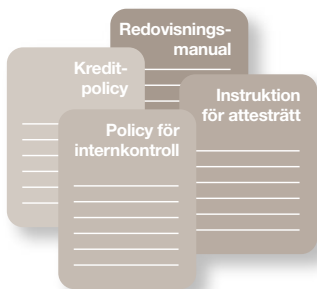 Redovisnings-
manual
Kredit-
policy
Instruktion
för attesträtt
Policy för
internkontroll